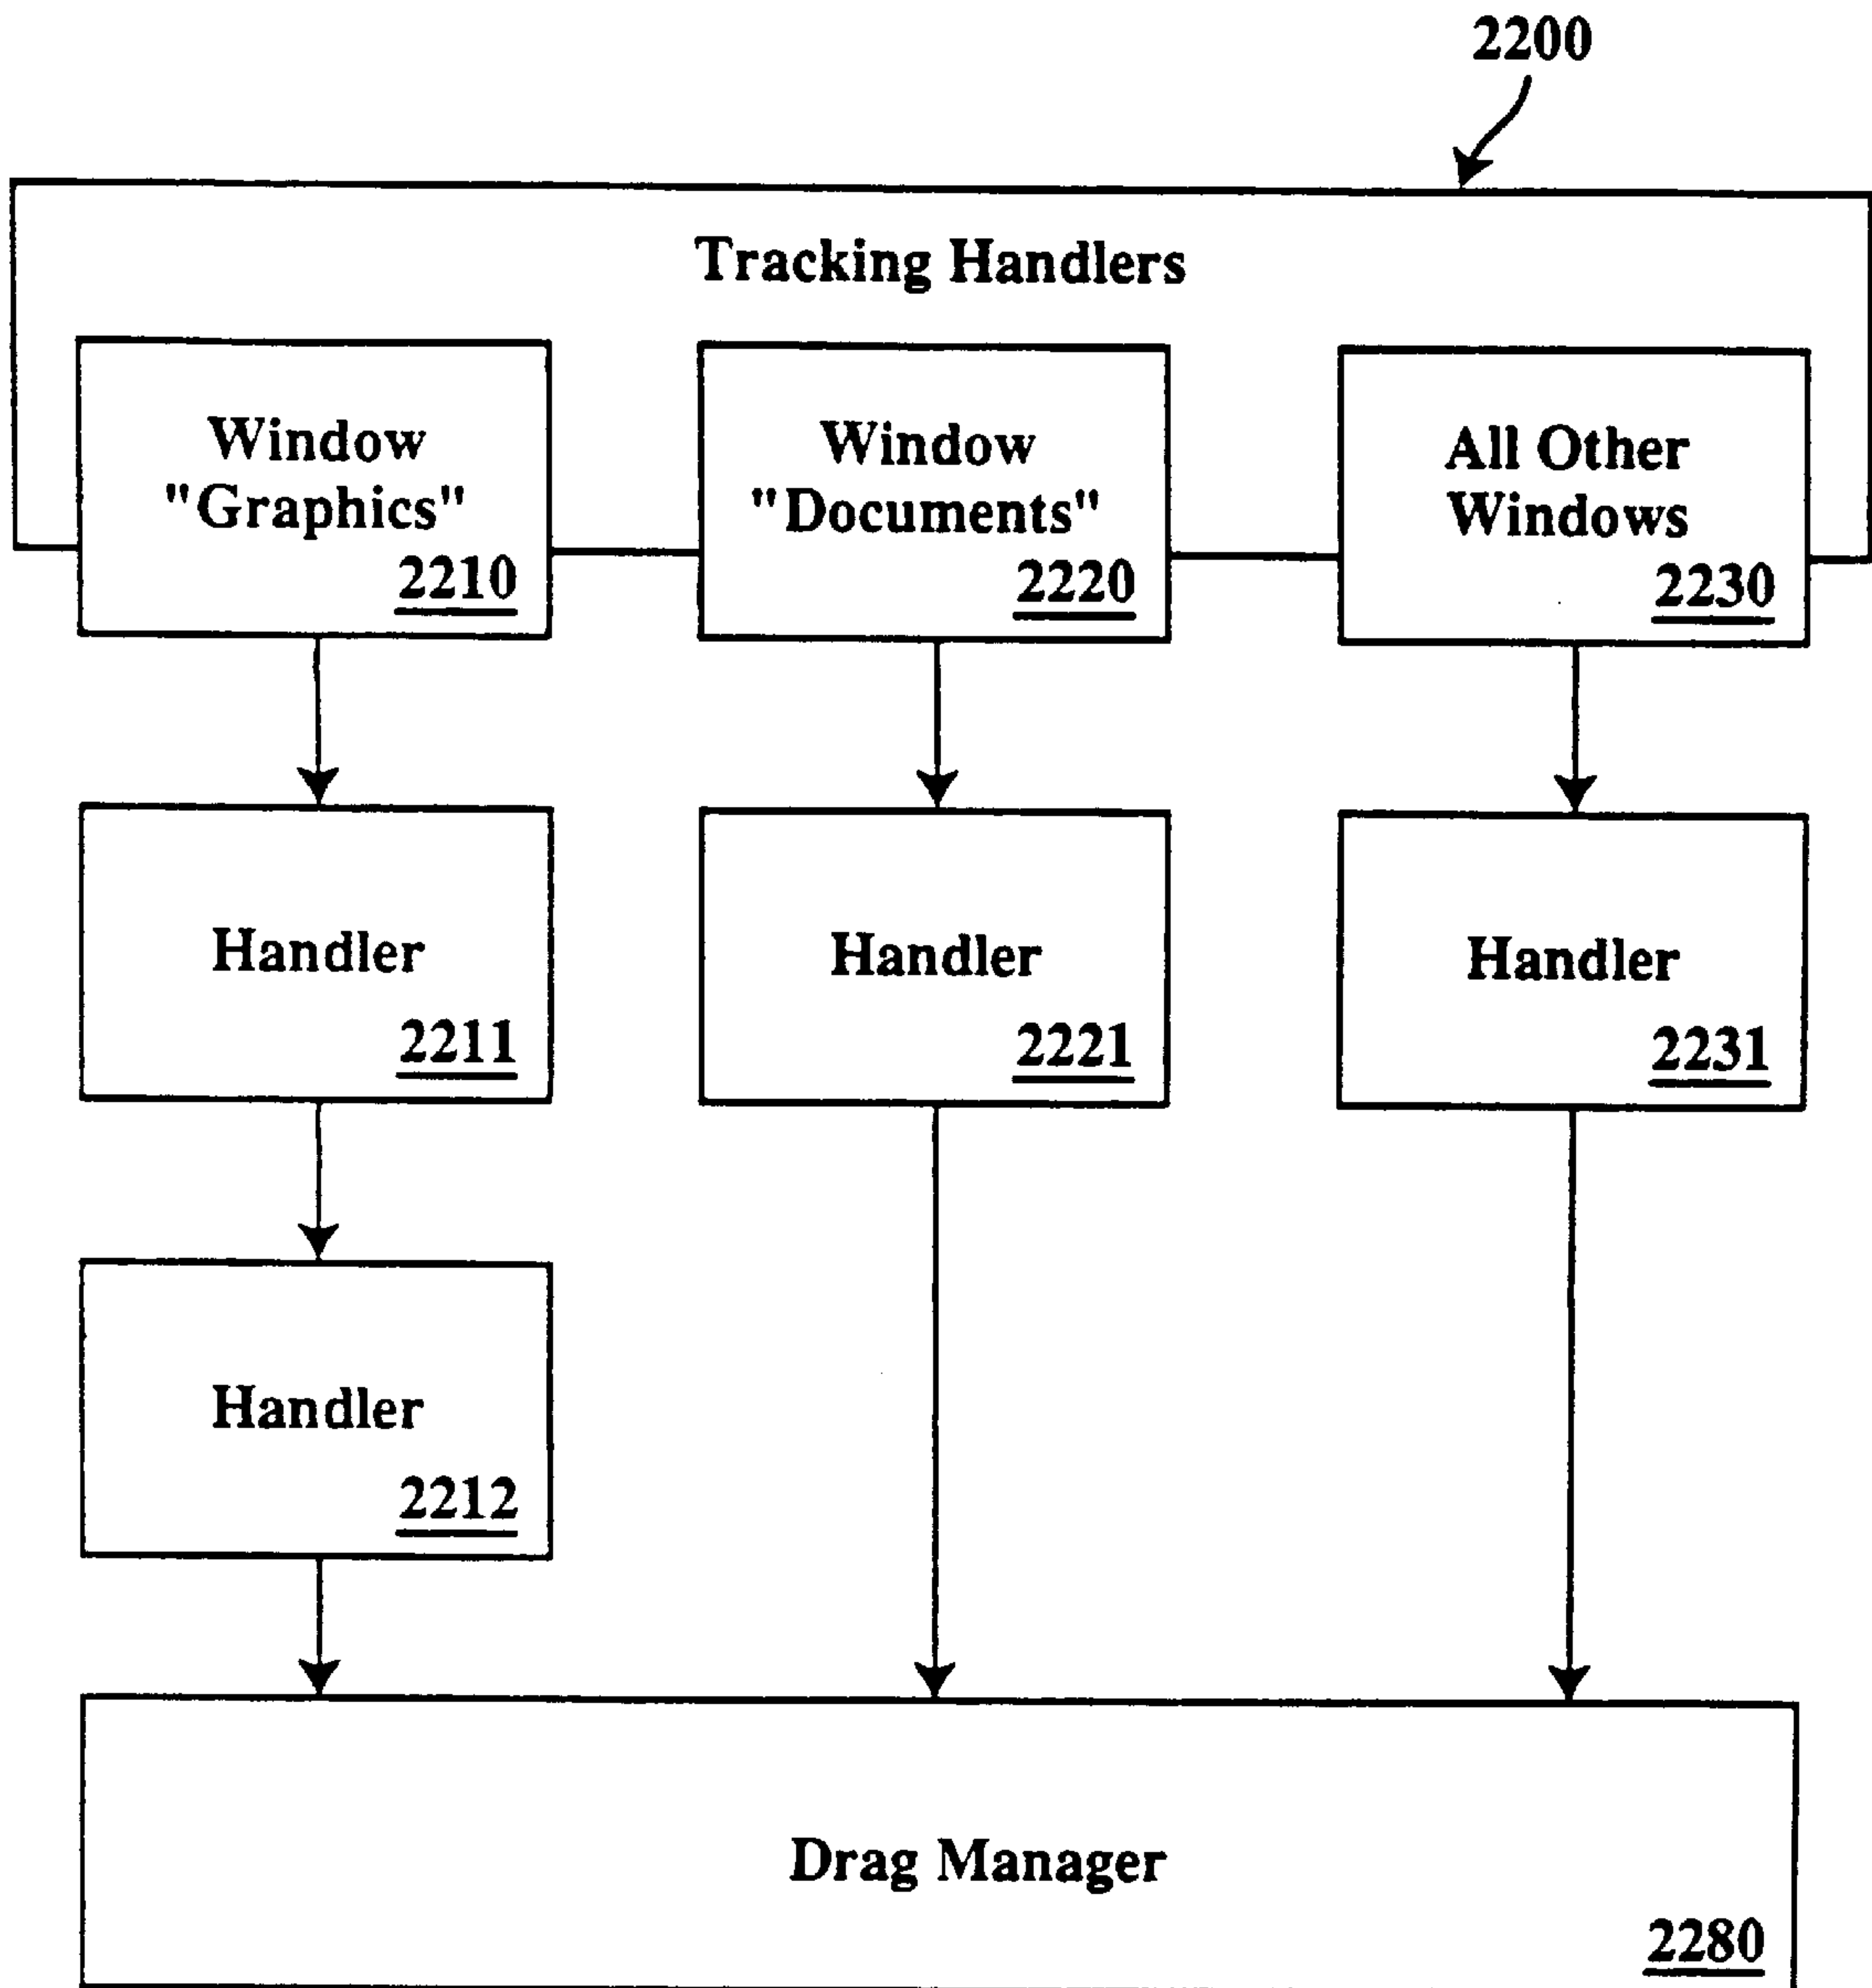 2200
Tracking Handlers
Window
"Graphics"
2210
Window
"Documents"
2220
All Other
Windows
2230
Handler
2211
Handler
2221
Handler
2231
Handler
2212
Drag Manager
2280